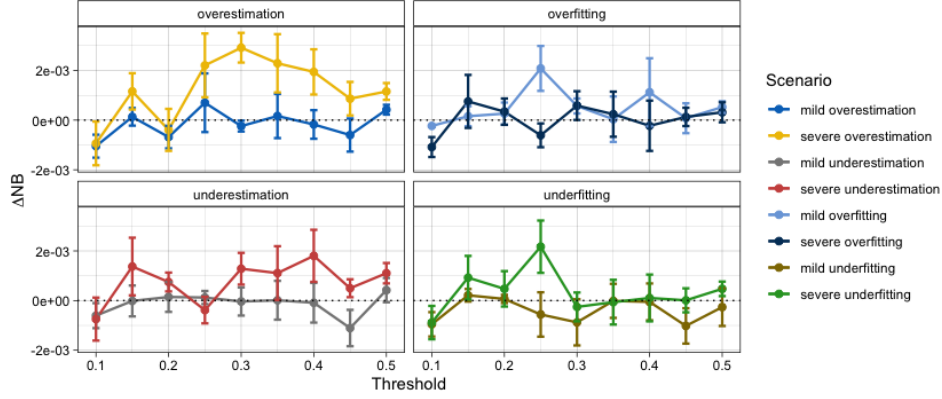 overestimation
overfitting
2e-03
0e+00
-2e-03
ΔNB
underestimation
underfitting
2e-03
0e+00
-2e-03
0.1 0.2 0.3 0.4 0.5
0.1 0.2 0.3 0.4 0.5
Threshold
Scenario
mild overestimation
severe overestimation
mild underestimation
severe underestimation
mild overfitting
severe overfitting
mild underfitting
severe underfitting